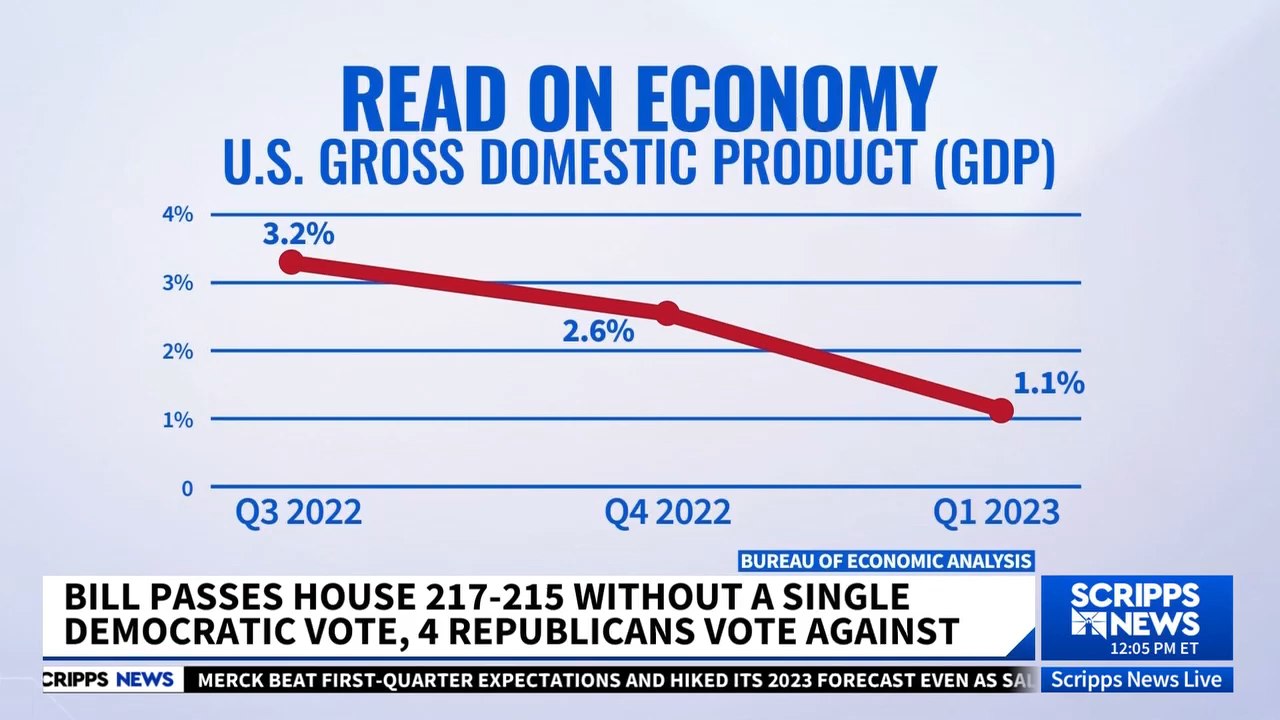 READ ON ECONOMY
U.S. GROSS DOMESTIC PRODUCT (GDP)
4%
3.2%
3%
2.6%
2%
1.1%
1%
0
Q3 2022 Q4 2022 Q1 2023
BUREAU OF ECONOMIC ANALYSIS
BILL PASSES HOUSE 217-215 WITHOUT A SINGLE
DEMOCRATIC VOTE, 4 REPUBLICANS VOTE AGAINST
SCRIPPS
NEWS
12:05 PM ET
SCRIPPS NEWS MERCK BEAT FIRST-QUARTER EXPECTATIONS AND HIKED ITS 2023 FORECAST EVEN AS
Scripps News Live